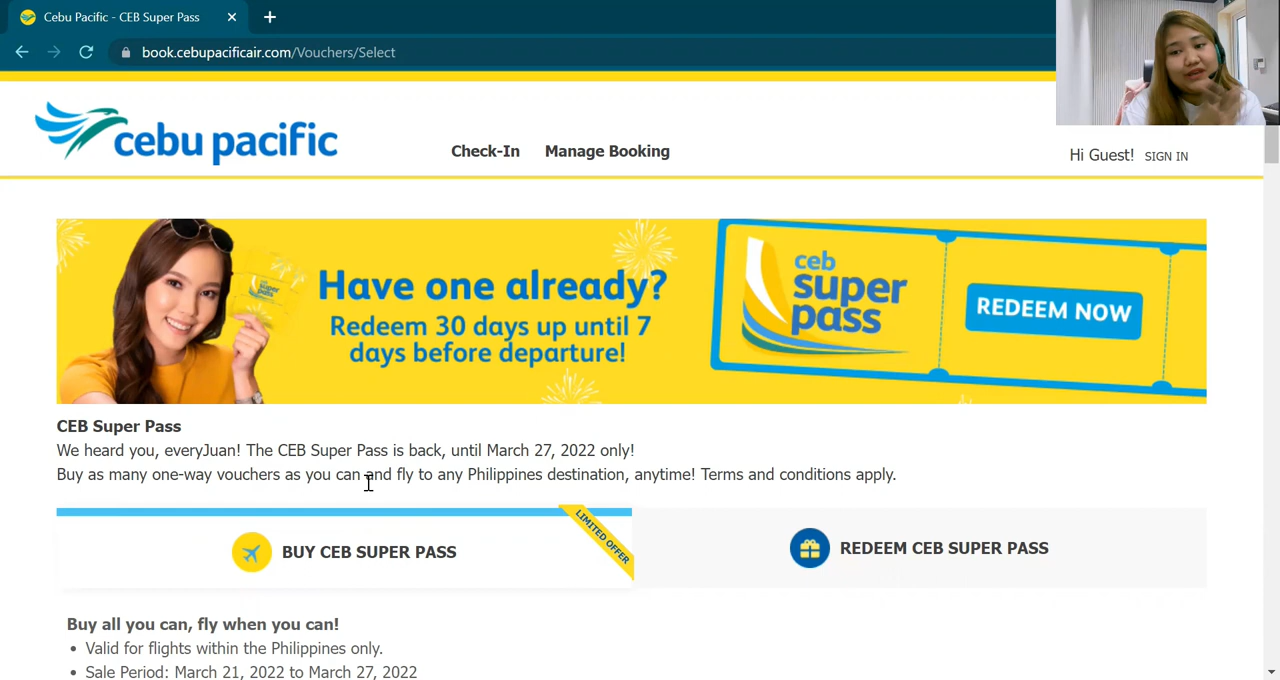 Cebu Pacific - CEB Super Pass
book.cebupacificair.com/Vouchers/Select
cebu pacific
Check-In
Manage Booking
Hi Guest! SIGN IN
Have one already?
Redeem 30 days up until 7
days before departure!
ceb
super
pass
REDEEM NOW
CEB Super Pass
We heard you, everyJuan! The CEB Super Pass is back, until March 27, 2022 only!
Buy as many one-way vouchers as you can and fly to any Philippines destination, anytime! Terms and conditions apply.
BUY CEB SUPER PASS
LIMITED OFFER
REDEEM CEB SUPER PASS
Buy all you can, fly when you can!
• Valid for flights within the Philippines only.
• Sale Period: March 21, 2022 to March 27, 2022